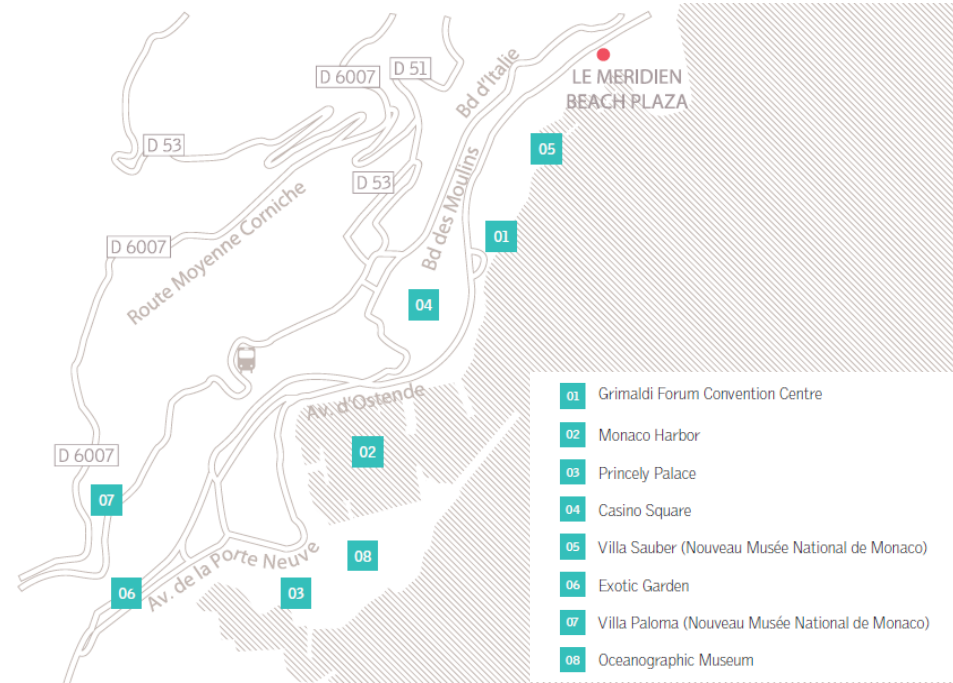 D 6007
D 51
Bd d'Italie
LE MERIDIEN
BEACH PLAZA
D 53
05
D 53
Bd des Moulins
Route Moyenne Corniche
01
D 6007
04
Av. d'Ostende
02
D 6007
07
08
Av. de la Porte Neuve
06
03
01 Grimaldi Forum Convention Centre
02 Monaco Harbor
03 Princely Palace
04 Casino Square
05 Villa Sauber (Nouveau Musée National de Monaco)
06 Exotic Garden
07 Villa Paloma (Nouveau Musée National de Monaco)
08 Oceanographic Museum